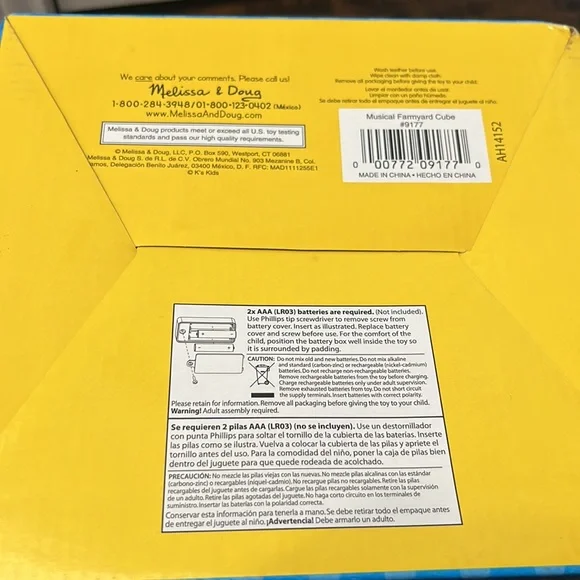 We care about your comments. Please call us!
Melissa & Doug
1-800-284-3948/01-800-123-0402 (México)
www.MelissaAndDoug.com
Melissa & Doug products meet or exceed all U.S. toy testing
standards and pass our high quality requirements.
© Melissa & Doug, LLC, P.O. Box 590, Westport, CT 06881
Melissa & Doug S. de R.L. de C.V. Obrero Mundial No. 903 Mezanine B, Col.
amos, Delegación Benito Juárez, 03400 México, D. F. RFC: MAD1111255E1
© K's Kids
Wash leather before use.
Wipe clean with damp cloth.
Remove all packaging before giving the toy to your child.
Lavar el mordedor antes de usar.
Limpiar con un paño húmedo.
Se debe retirar todo el empaque antes de entregar el juguete al niño.
Musical Farmyard Cube
#9177
0 00772 09177 0
MADE IN CHINA • HECHO EN CHINA
AH14152
2x AAA (LR03) batteries are required. (Not included).
Use Phillips tip screwdriver to remove screw from
battery cover. Insert as illustrated. Replace battery
cover and screw before use. For the comfort of the
child, position the battery box well inside the toy so
it is surrounded by padding.
CAUTION: Do not mix old and new batteries. Do not mix alkaline
and standard (carbon-zinc) or rechargeable (nickel-cadmium)
batteries. Do not recharge non-rechargeable batteries.
Remove rechargeable batteries from the toy before charging.
Charge rechargeable batteries only under adult supervision.
Remove exhausted batteries from toy. Do not short circuit
the supply terminals. Insert batteries with correct polarity.
Please retain for information. Remove all packaging before giving the toy to your child.
Warning! Adult assembly required.
Se requieren 2 pilas AAA (LR03) (no se incluyen). Use un destornillador
con punta Phillips para soltar el tornillo de la cubierta de las baterías. Inserte
las pilas como se ilustra. Vuelva a colocar la cubierta de las pilas y apriete el
tornillo antes del uso. Para la comodidad del niño, poner la caja de pilas bien
dentro del juguete para que quede rodeada de acolchado.
PRECAUCIÓN: No mezcle las pilas viejas con las nuevas. No mezcle pilas alcalinas con las estándar
(carbono-zinc) o recargables (níquel-cadmio). No recargue pilas no recargables. Retire las pilas
recargables del juguete antes de cargarlas. Cargue las pilas recargables solamente con la supervisión
de un adulto. Retire las pilas agotadas del juguete. No haga corto circuito en los terminales de
suministro. Insertar las baterías con la polaridad correcta.
Conservar esta información para tenerla a mano. Se debe retirar todo el empaque antes
de entregar el juguete al niño. ¡Advertencia! Debe armarlo un adulto.